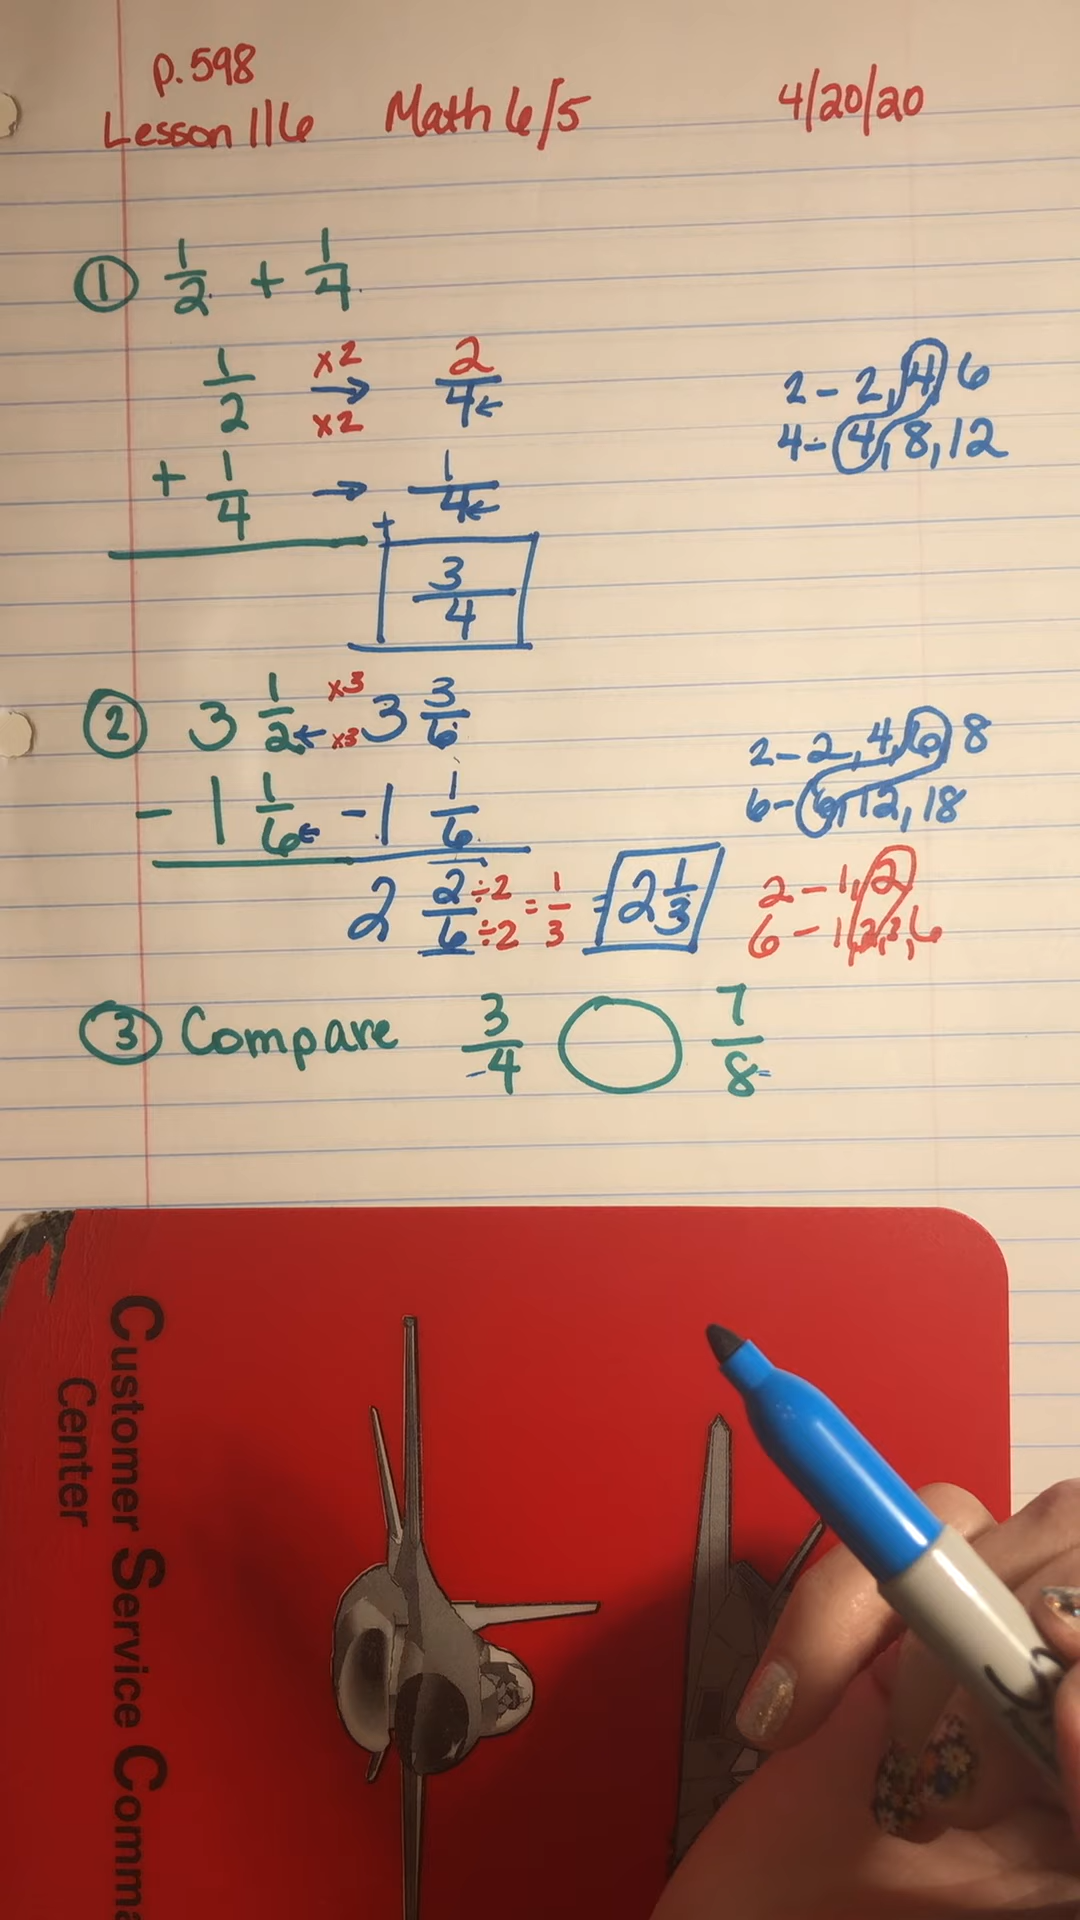 p.598
Lesson 116 Math 6/5 4/20/20
① 1/2 + 1/4
1/2 ×2 → ×2 2/4 ←
2 - 2, 4, 6
4 - 4, 8, 12
+ 1/4 → + 1/4 ←
3/4
② 3 1/2 ← ×3 ×3 3 3/6
2 - 2, 4, 6, 8
- 1 1/6 ← - 1 1/6
6 - 6, 12, 18
2 2/6 ÷2 ÷2 = 1/3 = 2 1/3
2 - 1, 2
6 - 1, 2, 3, 6
③ Compare 3/4 ◯ 7/8
Customer Service Comma
Center